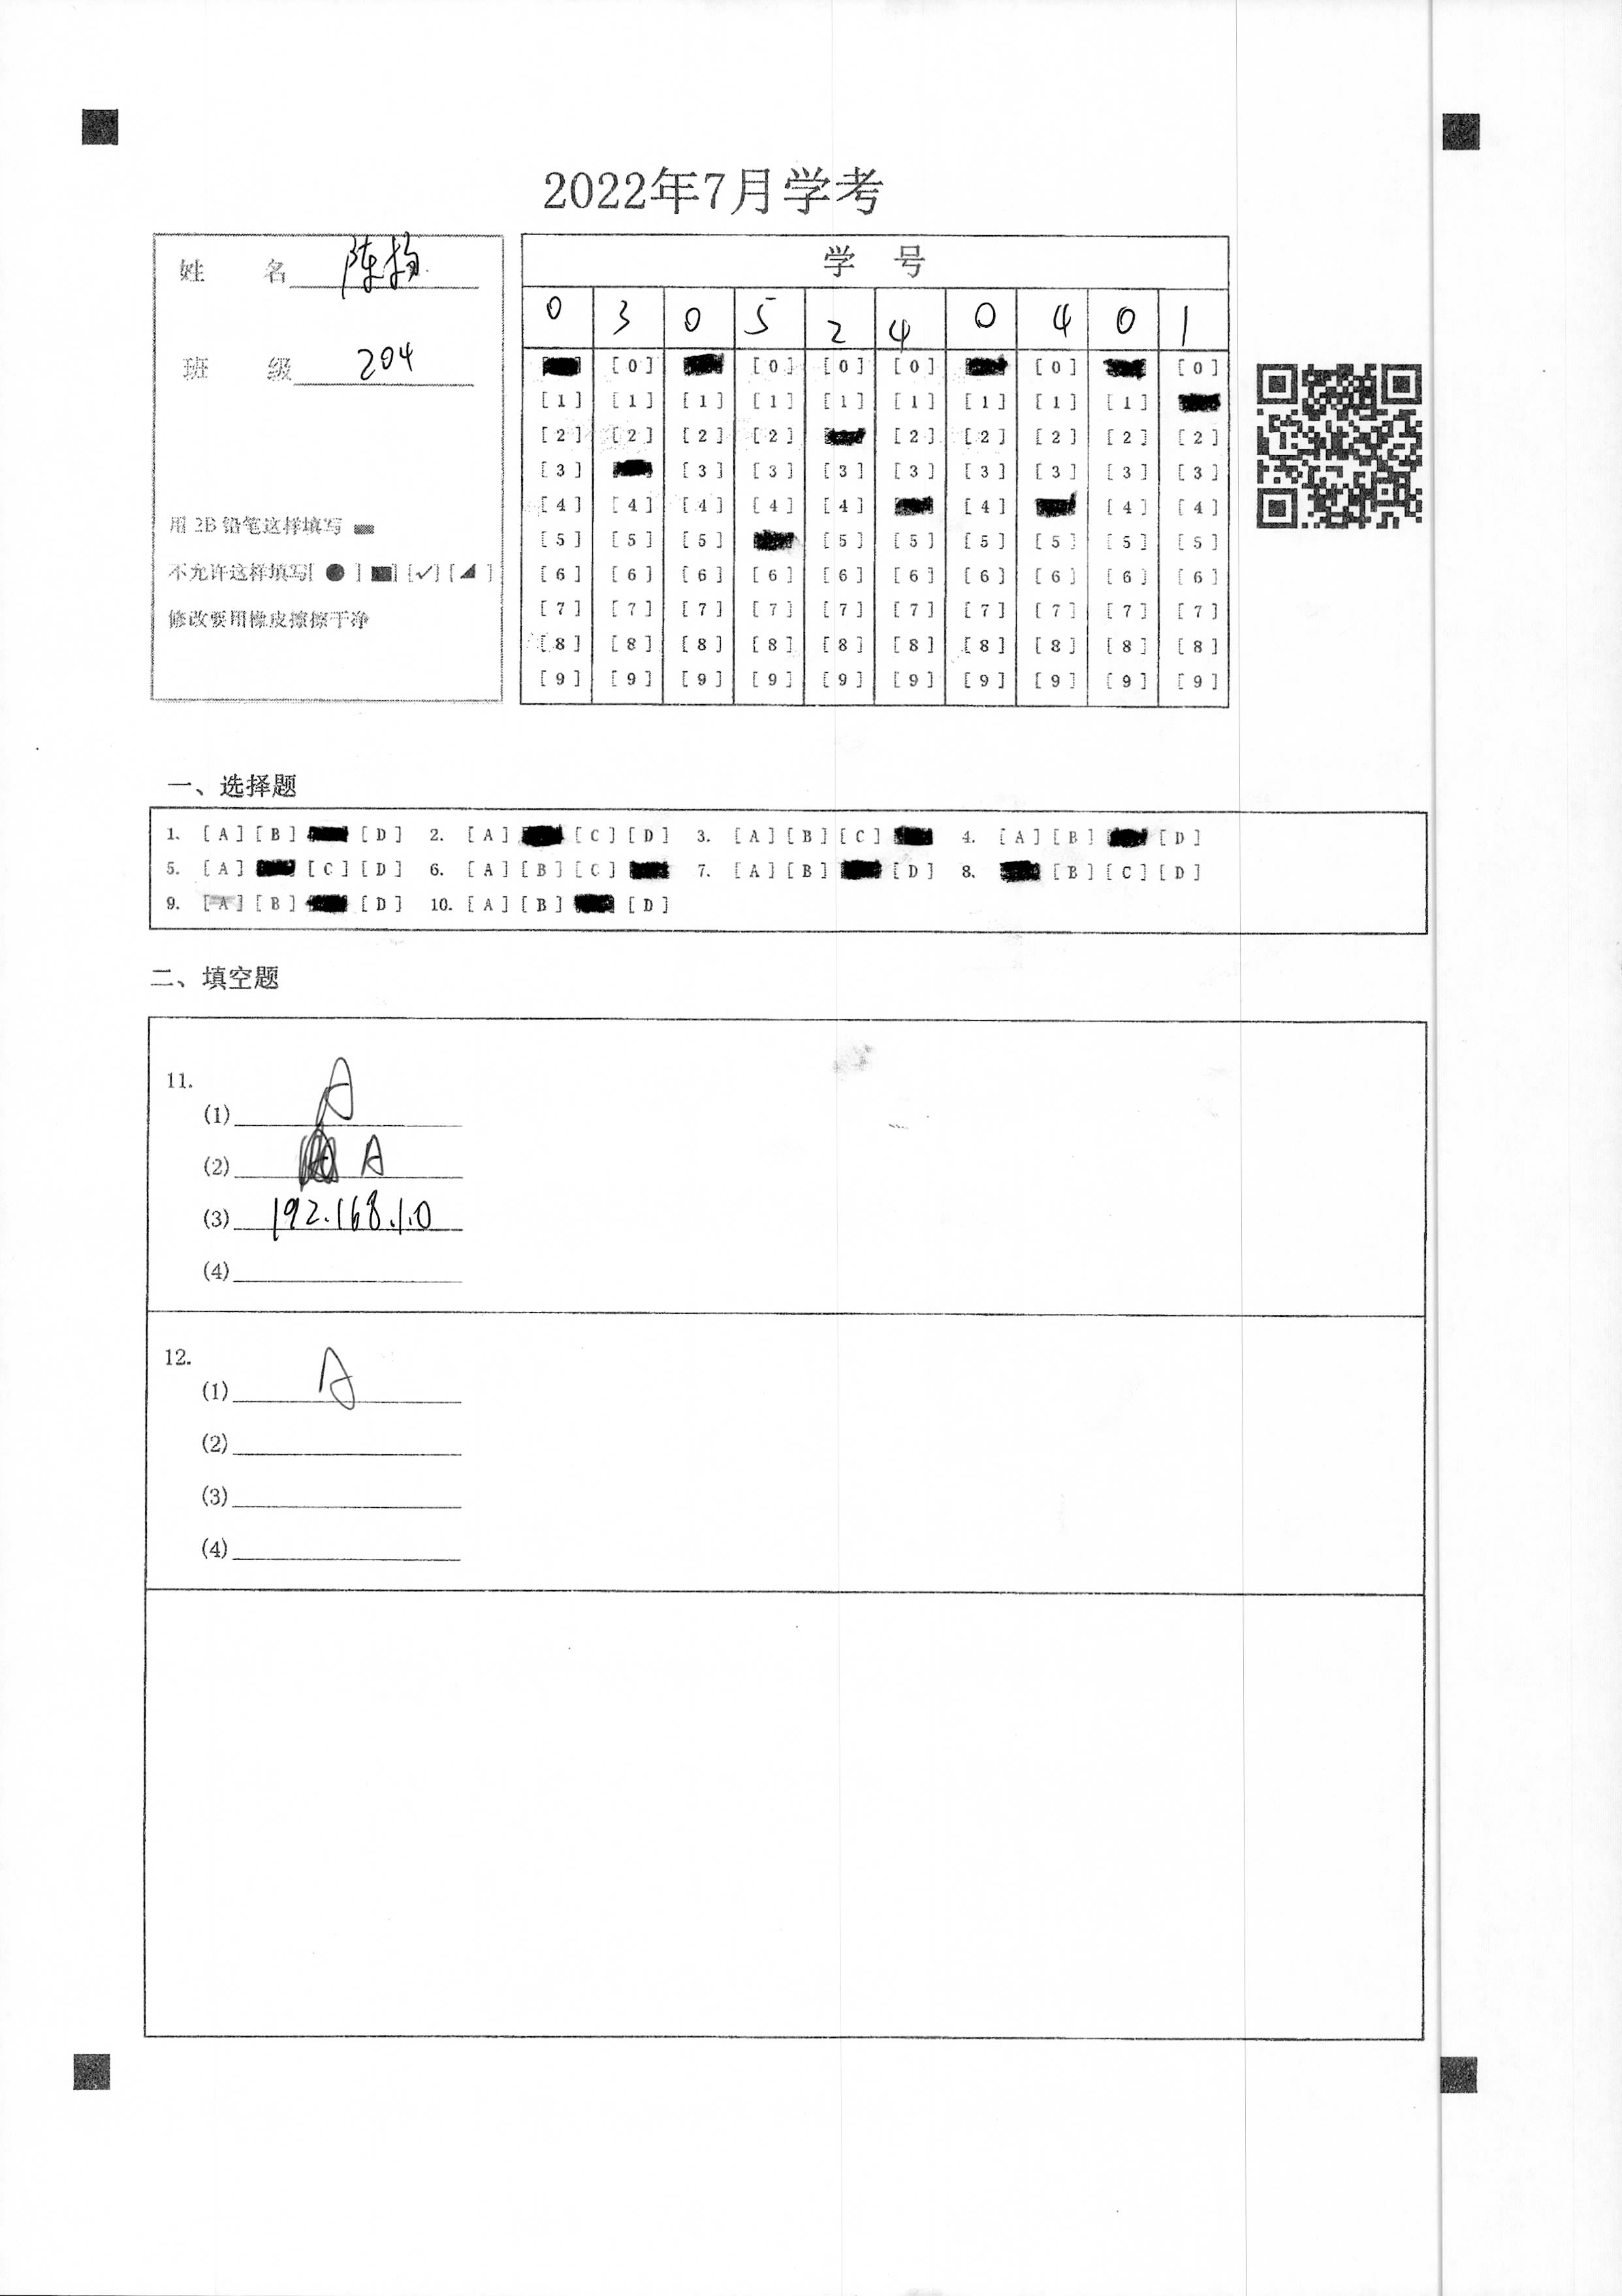 2022年7月学考
姓 名 陈扬
班 级 204
用 2B 铅笔这样填写
不允许这样填写[ ● ] [■] [✓] [◢ ]
修改要用橡皮擦擦干净
学 号
0 3 0 5 2 4 0 4 0 1
[0] [0] [0] [0] [0] [0]
[1] [1] [1] [1] [1] [1] [1] [1] [1]
[2] [2] [2] [2] [2] [2] [2] [2] [2]
[3] [3] [3] [3] [3] [3] [3] [3] [3]
[4] [4] [4] [4] [4] [4] [4] [4]
[5] [5] [5] [5] [5] [5] [5] [5] [5]
[6] [6] [6] [6] [6] [6] [6] [6] [6] [6]
[7] [7] [7] [7] [7] [7] [7] [7] [7] [7]
[8] [8] [8] [8] [8] [8] [8] [8] [8] [8]
[9] [9] [9] [9] [9] [9] [9] [9] [9] [9]
一、选择题
1. [A] [B] [D] 2. [A] [C] [D] 3. [A] [B] [C] 4. [A] [B] [D]
5. [A] [C] [D] 6. [A] [B] [C] 7. [A] [B] [D] 8. [B] [C] [D]
9. [A] [B] [D] 10. [A] [B] [D]
二、填空题
11.
(1) A
(2) A
(3) 192.168.1.0
(4)
12.
(1) A
(2)
(3)
(4)